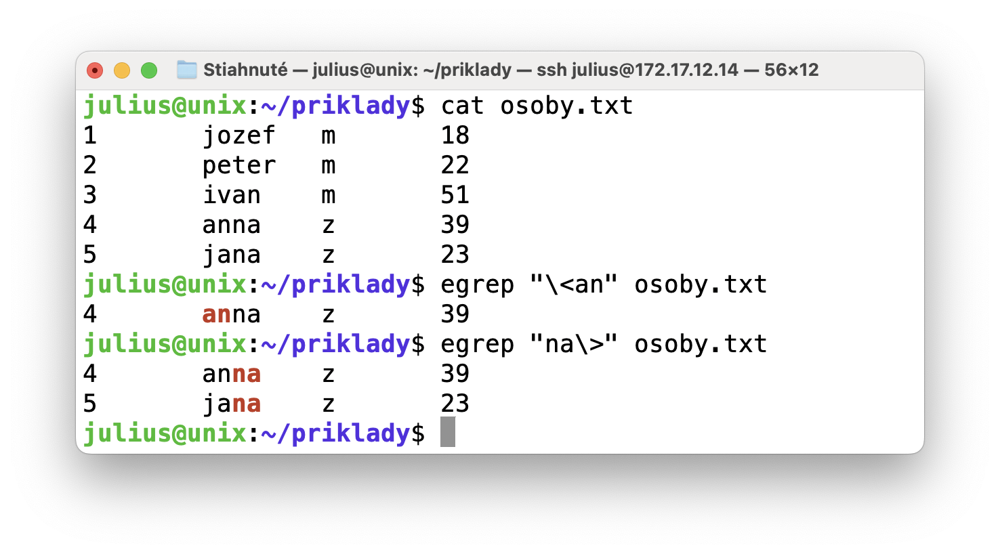 Stiahnuté — julius@unix: ~/priklady — ssh julius@172.17.12.14 — 56×12
julius@unix:~/priklady$ cat osoby.txt
1       jozef   m       18
2       peter   m       22
3       ivan    m       51
4       anna    z       39
5       jana    z       23
julius@unix:~/priklady$ egrep "\<an" osoby.txt
4       anna    z       39
julius@unix:~/priklady$ egrep "na\>" osoby.txt
4       anna    z       39
5       jana    z       23
julius@unix:~/priklady$